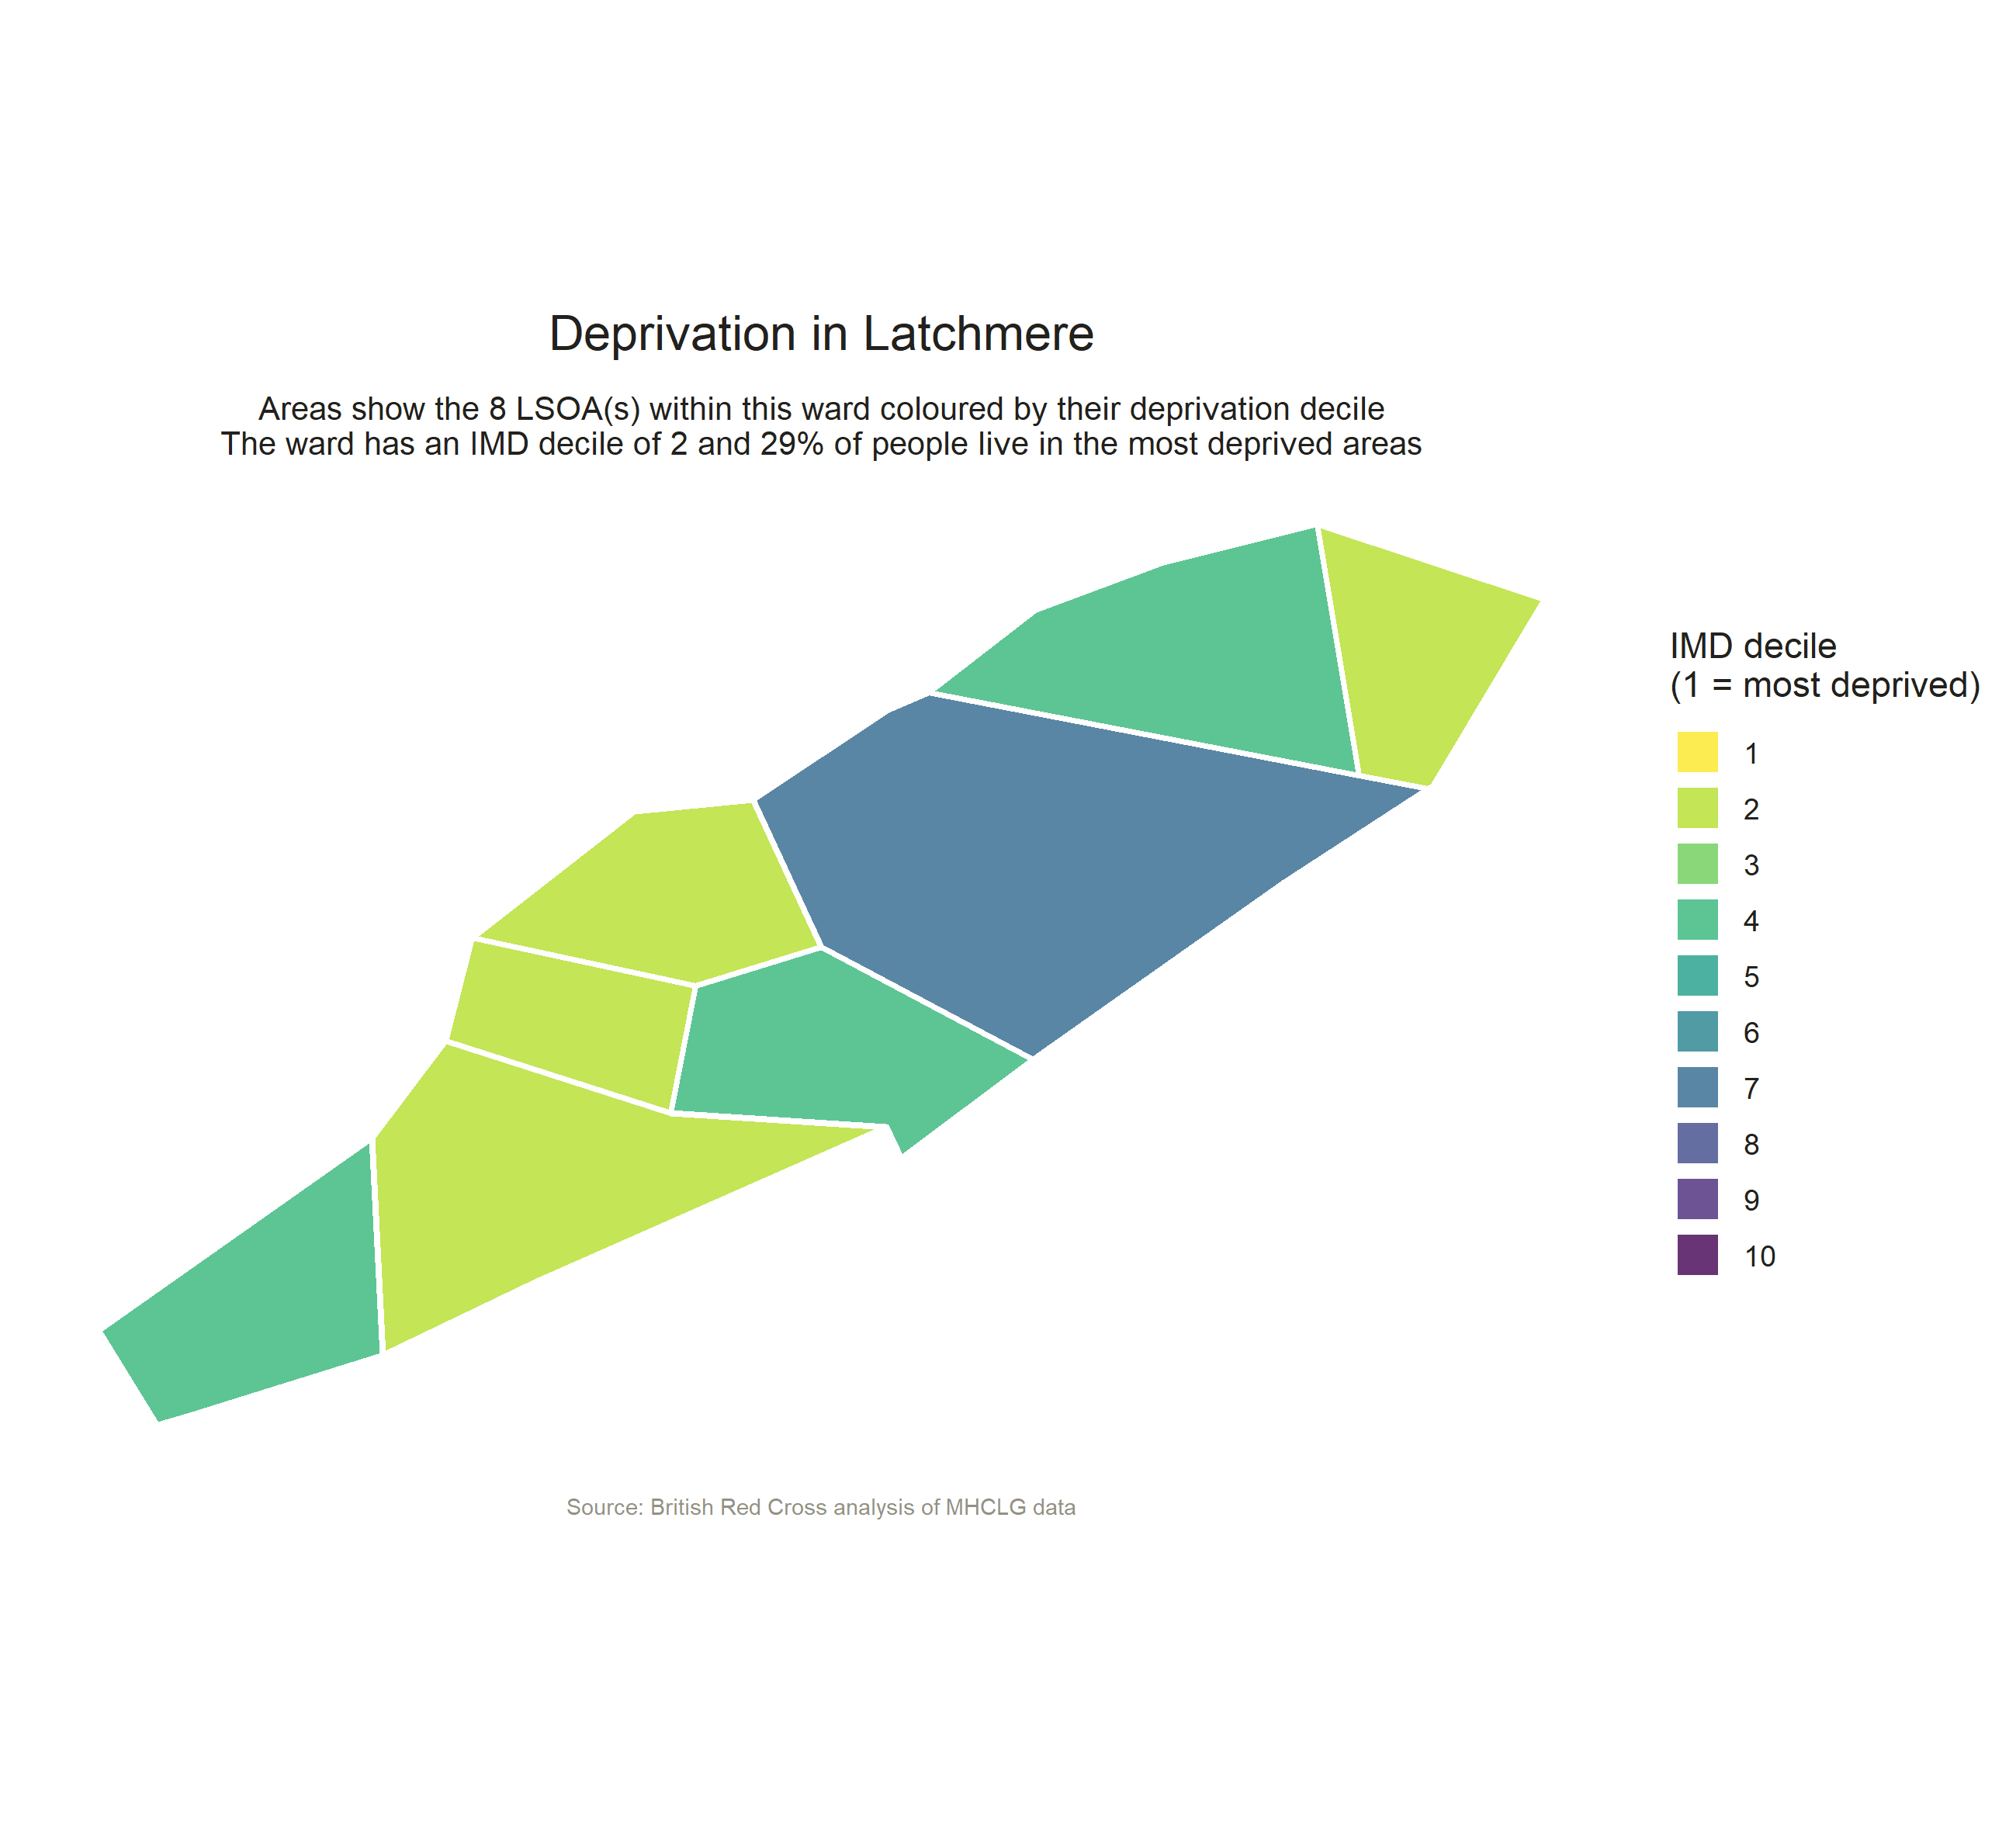 Deprivation in Latchmere
Areas show the 8 LSOA(s) within this ward coloured by their deprivation decile
The ward has an IMD decile of 2 and 29% of people live in the most deprived areas
IMD decile
(1 = most deprived)
1
2
3
4
5
6
7
8
9
10
Source: British Red Cross analysis of MHCLG data